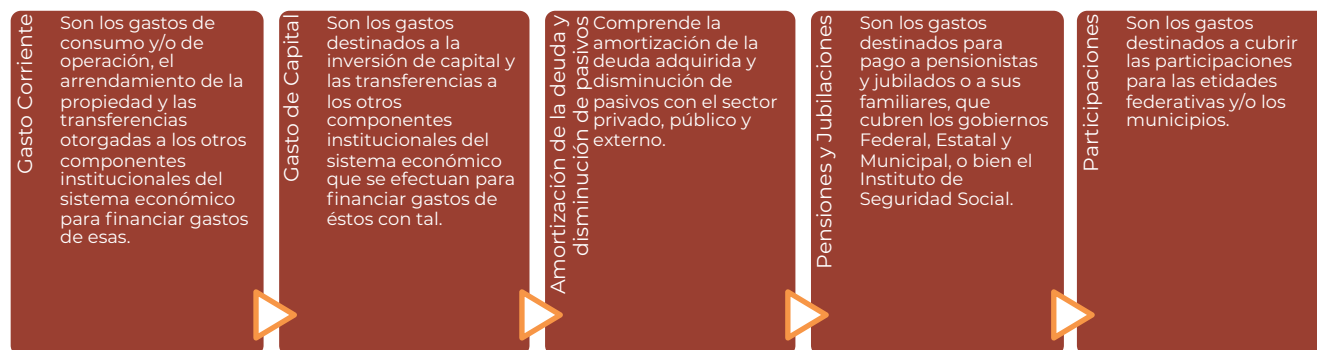 Gasto Corriente
Son los gastos de
consumo y/o de
operación, el
arrendamiento de la
propiedad y las
transferencias
otorgadas a los otros
componentes
institucionales del
sistema económico
para financiar gastos
de esas.
Gasto de Capital
Son los gastos
destinados a la
inversión de capital y
las transferencias a
los otros
componentes
institucionales del
sistema económico
que se efectuan para
financiar gastos de
éstos con tal.
Amortización de la deuda y
disminución de pasivos
Comprende la
amortización de la
deuda adquirida y
disminución de
pasivos con el sector
privado, público y
externo.
Pensiones y Jubilaciones
Son los gastos
destinados para
pago a pensionistas
y jubilados o a sus
familiares, que
cubren los gobiernos
Federal, Estatal y
Municipal, o bien el
Instituto de
Seguridad Social.
Participaciones
Son los gastos
destinados a cubrir
las participaciones
para las etidades
federativas y/o los
municipios.